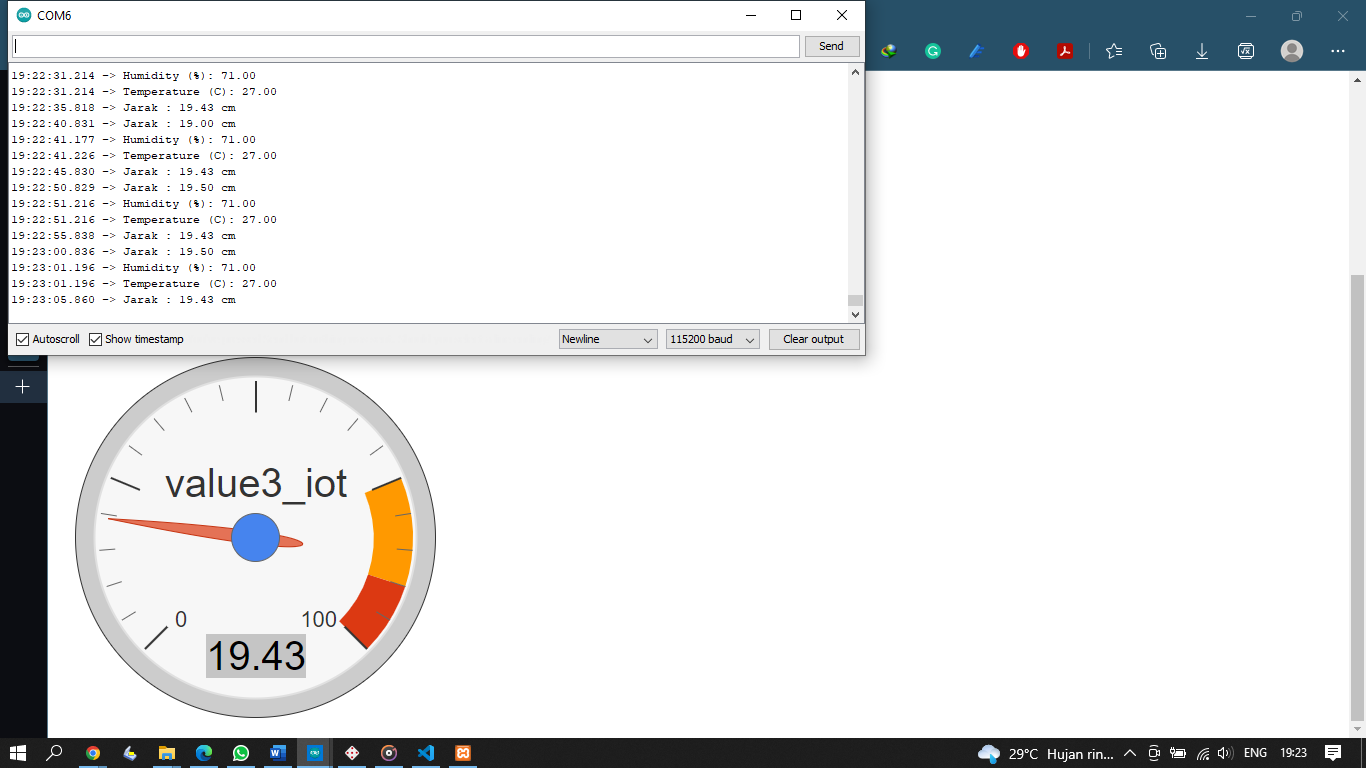 COM6
Send
19:22:31.214 -> Humidity (%): 71.00
19:22:31.214 -> Temperature (C): 27.00
19:22:35.818 -> Jarak : 19.43 cm
19:22:40.831 -> Jarak : 19.00 cm
19:22:41.177 -> Humidity (%): 71.00
19:22:41.226 -> Temperature (C): 27.00
19:22:45.830 -> Jarak : 19.43 cm
19:22:50.829 -> Jarak : 19.50 cm
19:22:51.216 -> Humidity (%): 71.00
19:22:51.216 -> Temperature (C): 27.00
19:22:55.838 -> Jarak : 19.43 cm
19:23:00.836 -> Jarak : 19.50 cm
19:23:01.196 -> Humidity (%): 71.00
19:23:01.196 -> Temperature (C): 27.00
19:23:05.860 -> Jarak : 19.43 cm
Autoscroll Show timestamp Newline 115200 baud Clear output
value3_iot
0 100
19.43
29°C Hujan rin... ENG 19:23